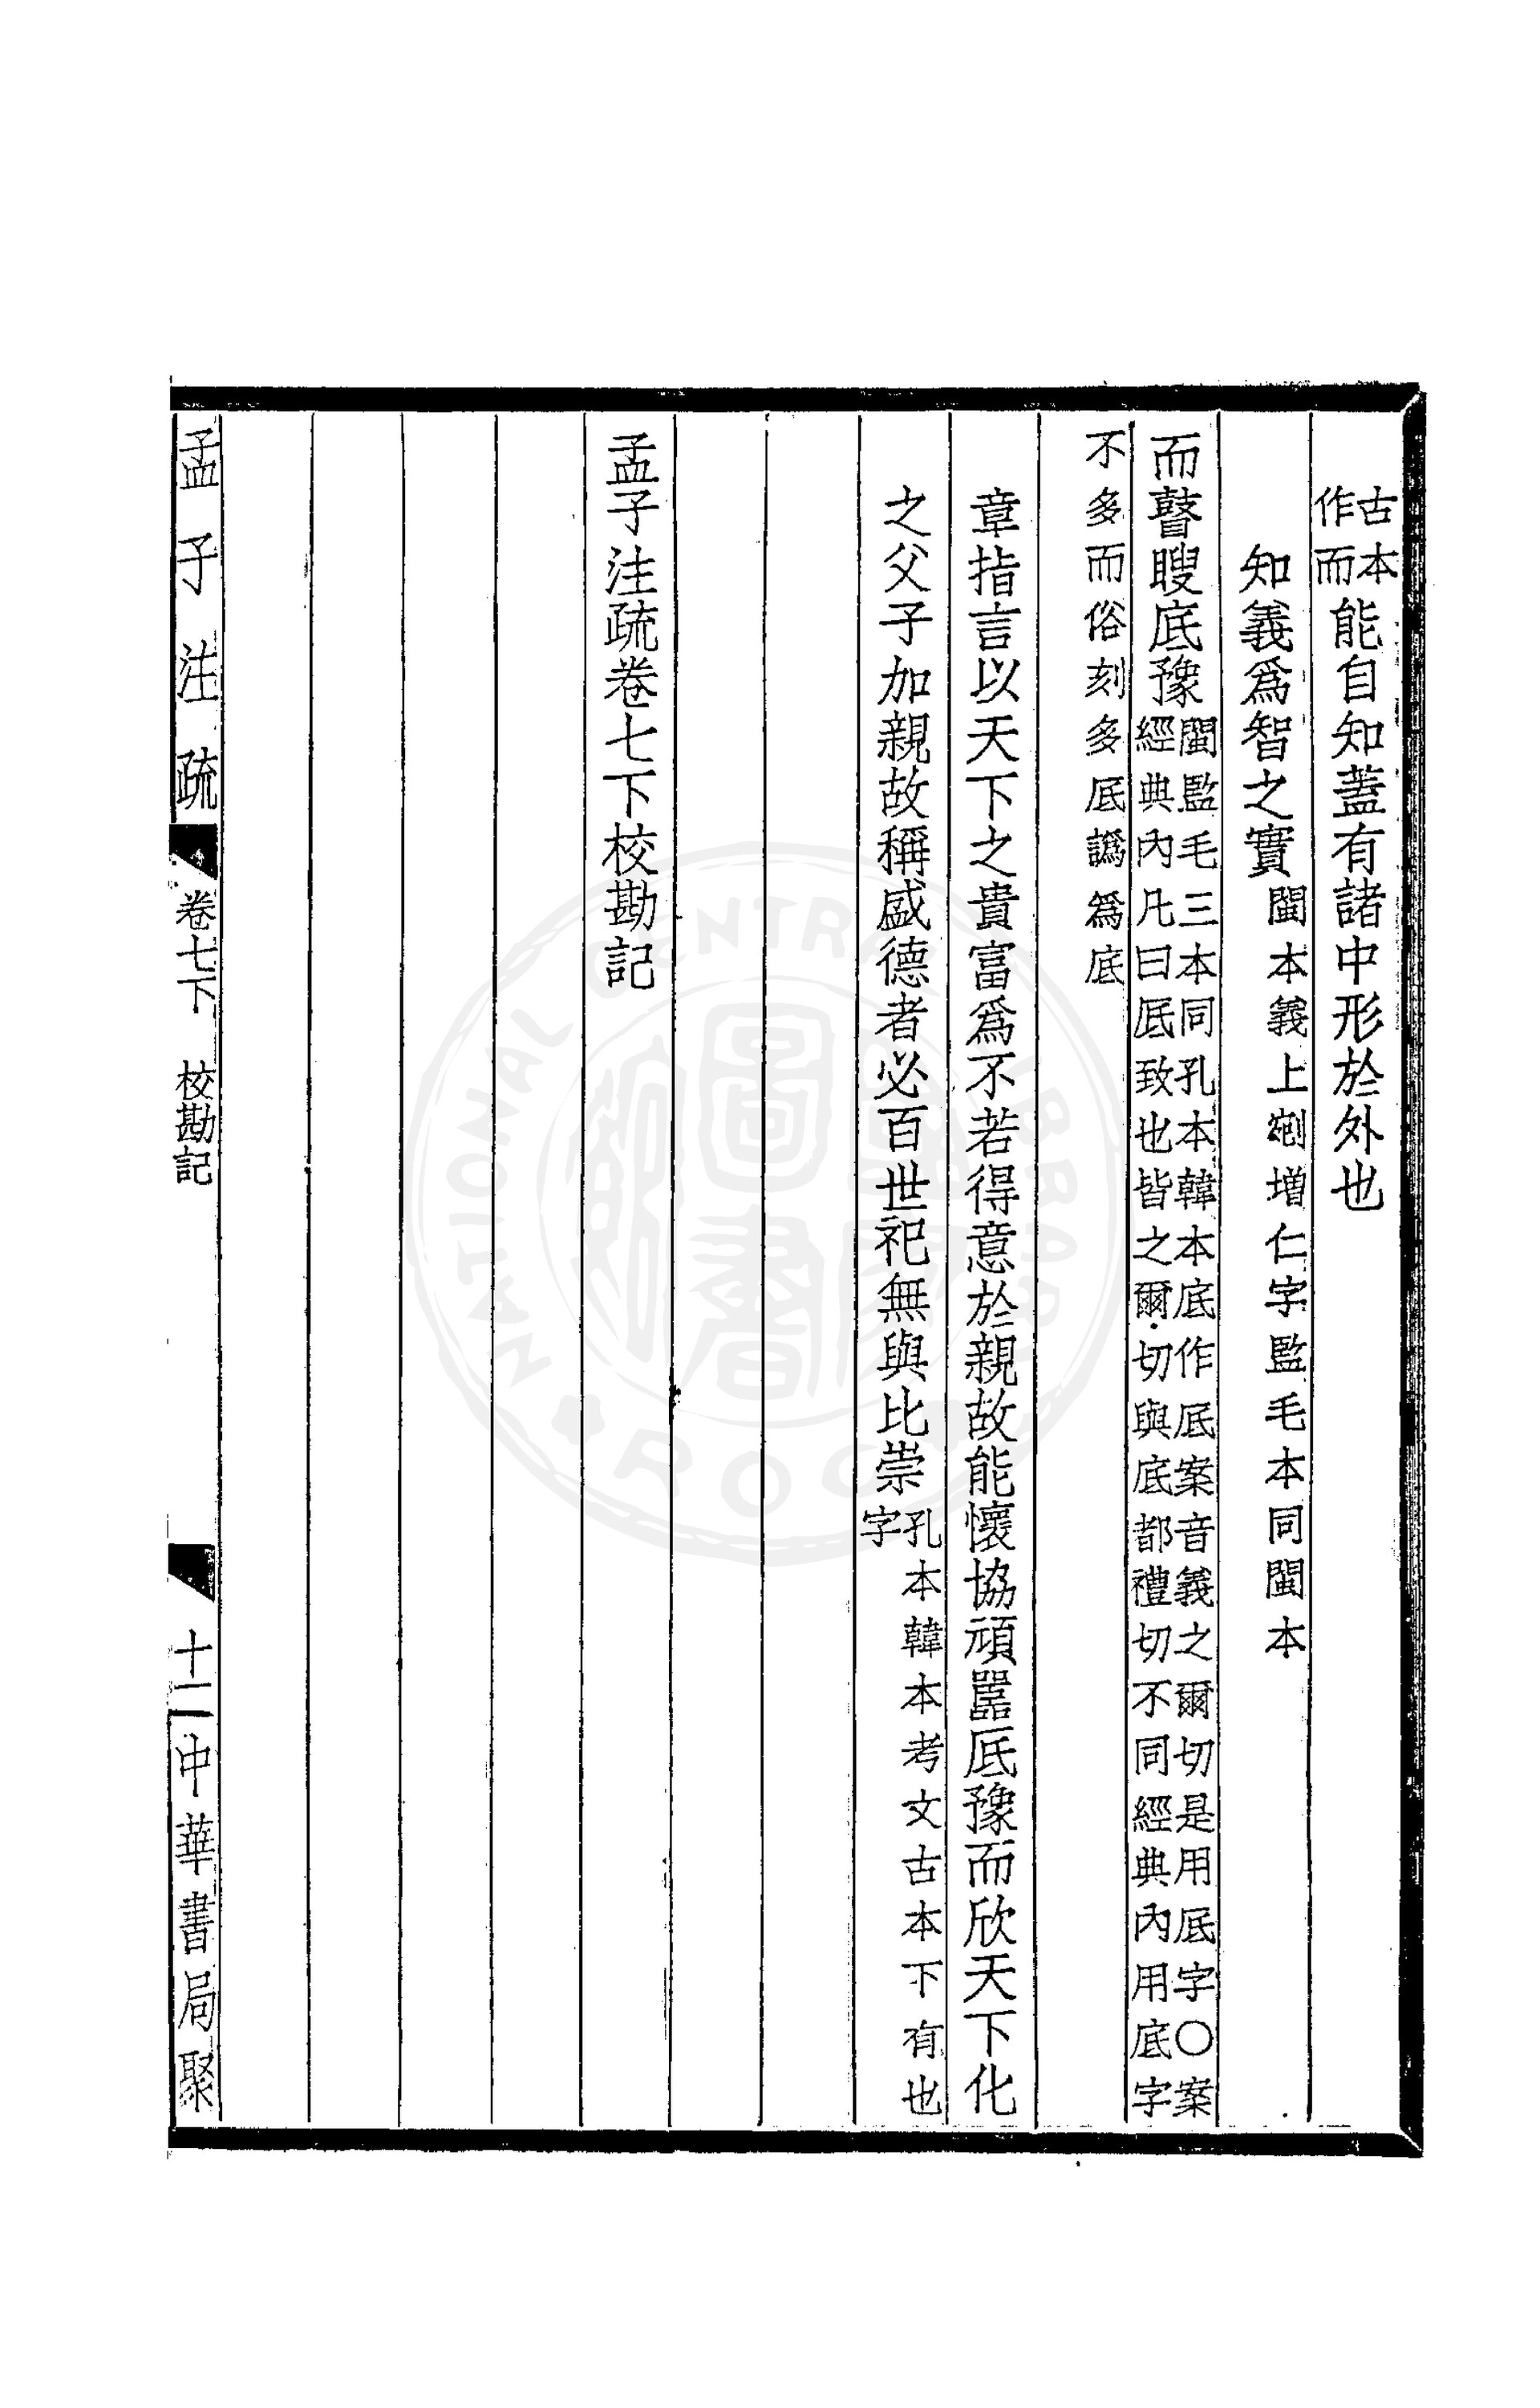 古本作而能自知蓋有諸中形於外也
知義爲智之實閩本義上剜增仁字監毛本同閩本
而瞽瞍底豫閩監毛三本同孔本韓本底作厎案音義之爾切是用厎字〇案
經典內凡曰厎致也皆之爾切與底都禮切不同經典內用底字
不多而俗刻多厎譌爲底
章指言以天下之貴富爲不若得意於親故能懷協頑嚚厎豫而欣天下化
之父子加親故稱盛德者必百世祀無與比崇孔本韓本考文古本下有也字
孟子注疏卷七下校勘記
孟子注疏 卷七下 校勘記 十一 中華書局聚
NATIONAL CENTRAL LIBRARY ROC